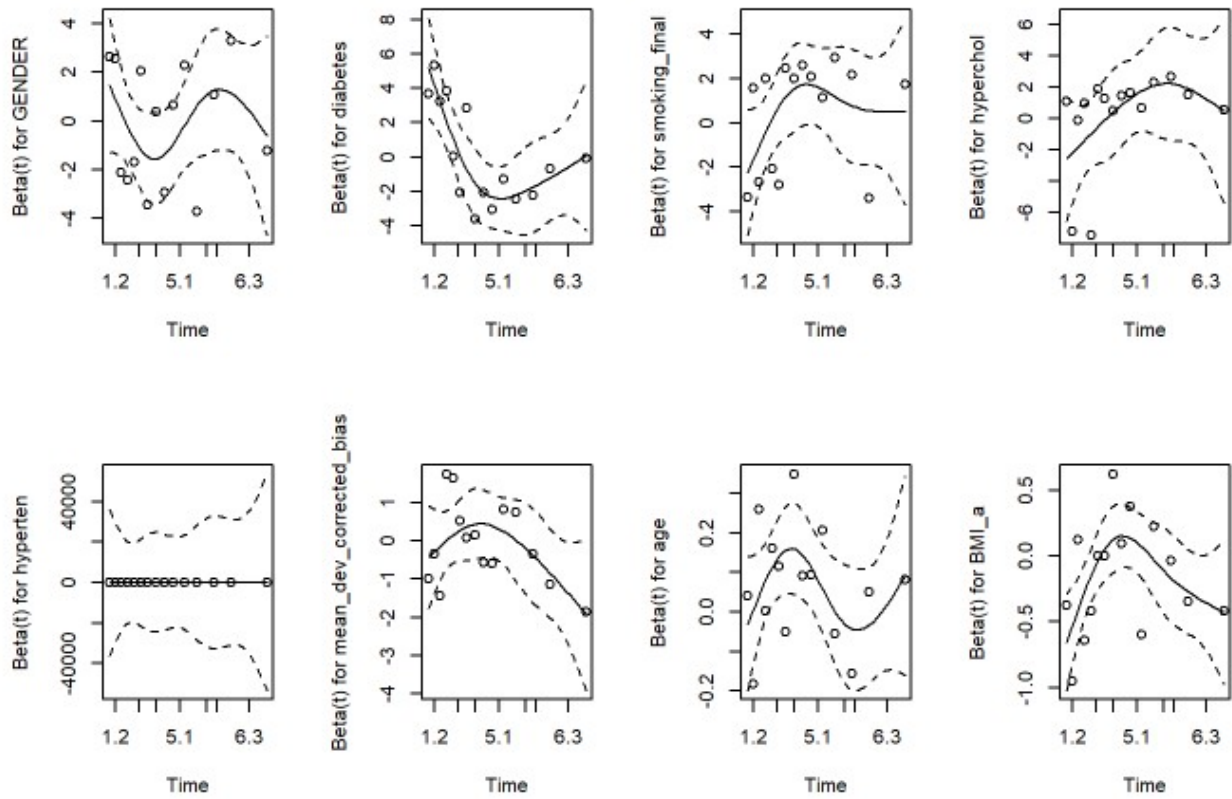 Beta(t) for GENDER
4
2
0
-2
-4
1.2 5.1 6.3
Time
Beta(t) for diabetes
8
6
4
2
0
-2
-4
1.2 5.1 6.3
Time
Beta(t) for smoking_final
4
2
0
-2
-4
1.2 5.1 6.3
Time
Beta(t) for hyperchol
6
2
-2
-6
1.2 5.1 6.3
Time
Beta(t) for hyperten
40000
0
-40000
1.2 5.1 6.3
Time
Beta(t) for mean_dev_corrected_bias
1
0
-1
-2
-3
-4
1.2 5.1 6.3
Time
Beta(t) for age
0.2
0.0
-0.2
1.2 5.1 6.3
Time
Beta(t) for BMI_a
0.5
0.0
-0.5
-1.0
1.2 5.1 6.3
Time